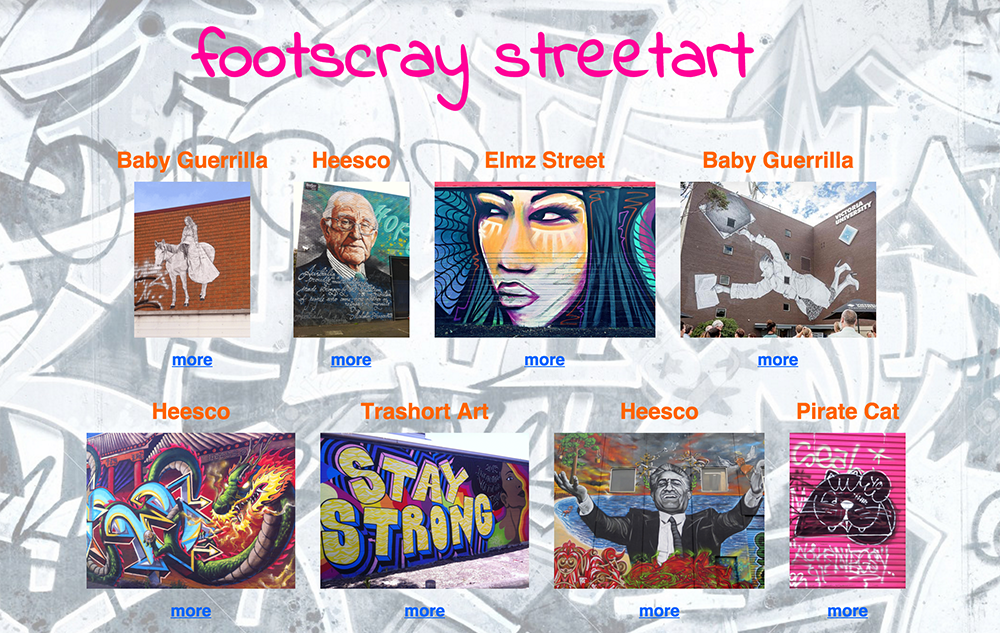 footscray streetart
Baby Guerrilla
Heesco
Elmz Street
Baby Guerrilla
VICTORIA
UNIVERSITY
more
more
more
more
Heesco
Trashort Art
Heesco
Pirate Cat
STAY
STRONG
more
more
more
more